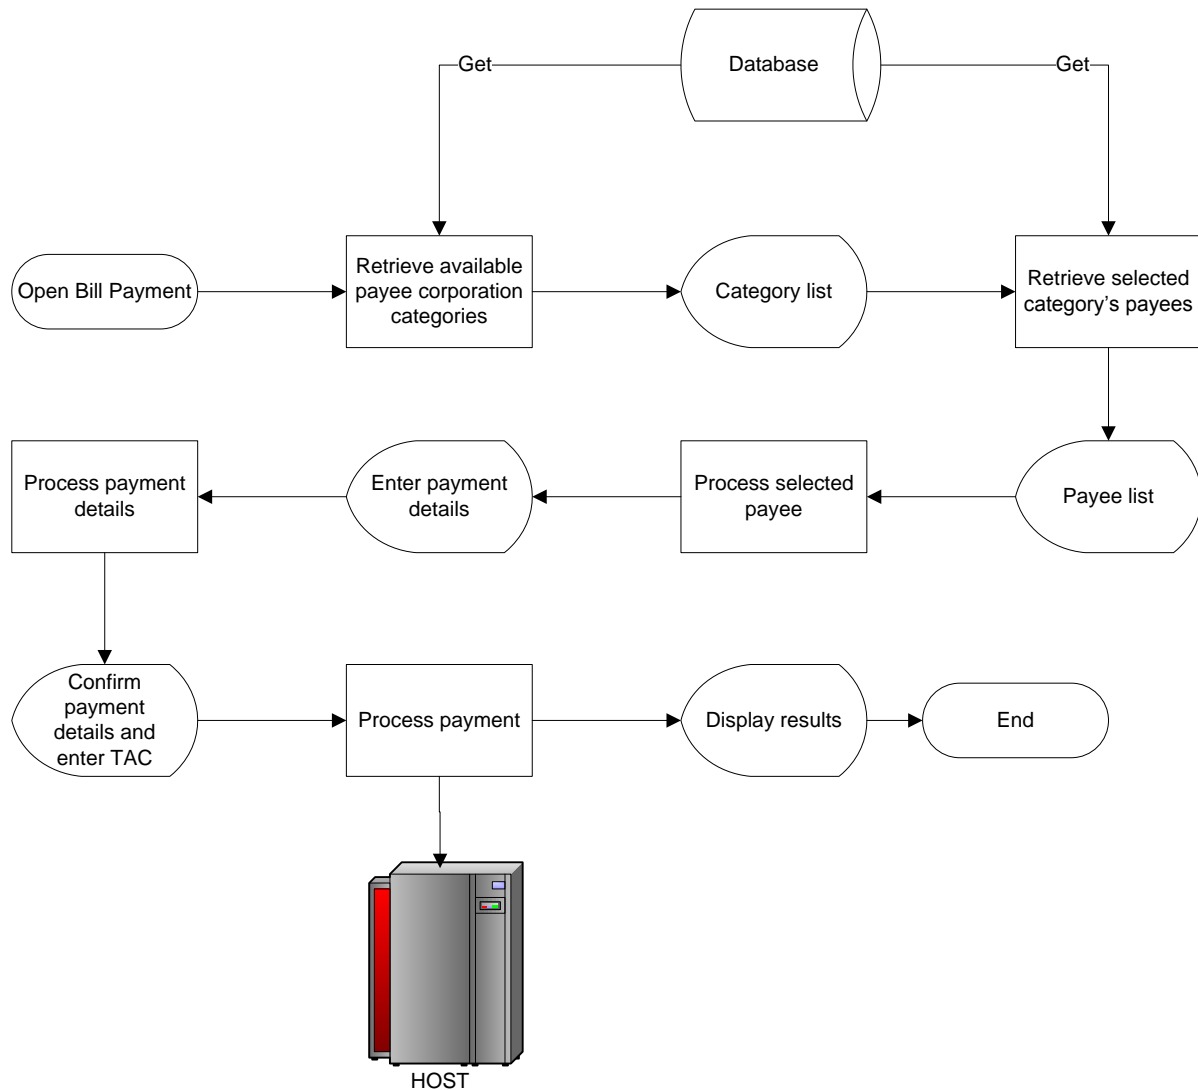 Get
Database
Get
Open Bill Payment
Retrieve available
payee corporation
categories
Category list
Retrieve selected
category’s payees
Process payment
details
Enter payment
details
Process selected
payee
Payee list
Confirm
payment
details and
enter TAC
Process payment
Display results
End
HOST